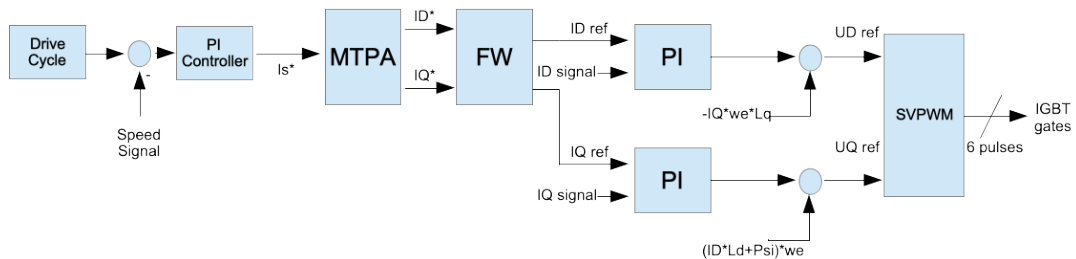 Drive
Cycle
-
PI
Controller
Is*
Speed
Signal
MTPA
ID*
IQ*
FW
ID ref
ID signal
PI
-IQ*we*Lq
UD ref
IQ ref
IQ signal
PI
(ID*Ld+Psi)*we
UQ ref
SVPWM
6 pulses
IGBT
gates